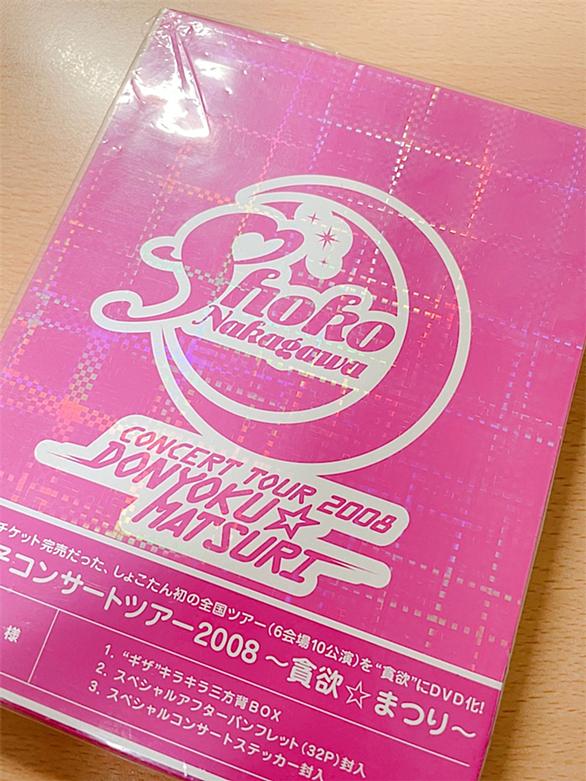 Shoko
Nakagawa
CONCERT TOUR 2008
DONYOKU☆
MATSURI
チケット完売だった、しょこたん初の全国ツアー(6会場10公演)を“貪欲”にDVD化!
子コンサートツアー2008 ～貪欲☆まつり～
様
1. “ギザ”キラキラ三方背BOX
2. スペシャルアフターパンフレット(32P)封入
3. スペシャルコンサートステッカー封入